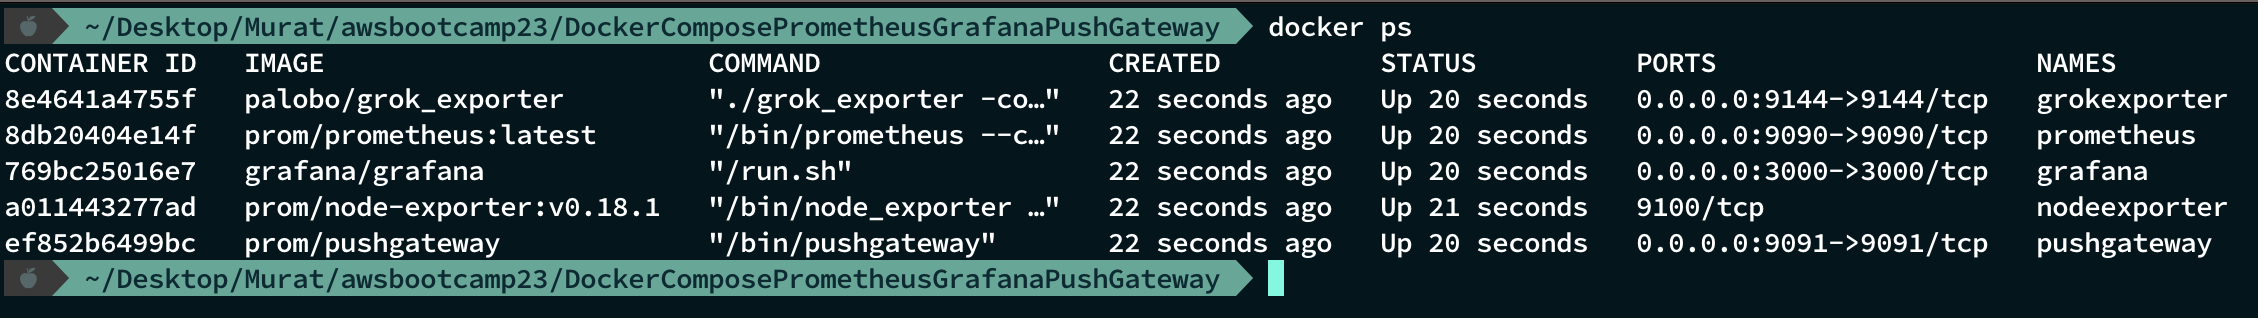 ~/Desktop/Murat/awsbootcamp23/DockerComposePrometheusGrafanaPushGateway docker ps
CONTAINER ID IMAGE COMMAND CREATED STATUS PORTS NAMES
8e4641a4755f palobo/grok_exporter "./grok_exporter -co…" 22 seconds ago Up 20 seconds 0.0.0.0:9144->9144/tcp grokexporter
8db20404e14f prom/prometheus:latest "/bin/prometheus --c…" 22 seconds ago Up 20 seconds 0.0.0.0:9090->9090/tcp prometheus
769bc25016e7 grafana/grafana "/run.sh" 22 seconds ago Up 20 seconds 0.0.0.0:3000->3000/tcp grafana
a011443277ad prom/node-exporter:v0.18.1 "/bin/node_exporter …" 22 seconds ago Up 21 seconds 9100/tcp nodeexporter
ef852b6499bc prom/pushgateway "/bin/pushgateway" 22 seconds ago Up 20 seconds 0.0.0.0:9091->9091/tcp pushgateway
~/Desktop/Murat/awsbootcamp23/DockerComposePrometheusGrafanaPushGateway